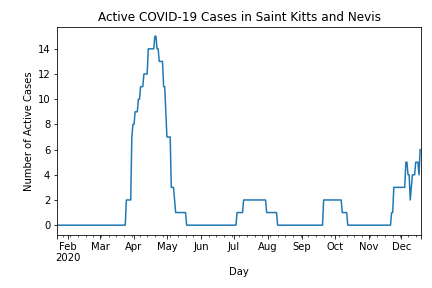 Active COVID-19 Cases in Saint Kitts and Nevis
Number of Active Cases
14
12
10
8
6
4
2
0
Feb Mar Apr May Jun Jul Aug Sep Oct Nov Dec
2020
Day